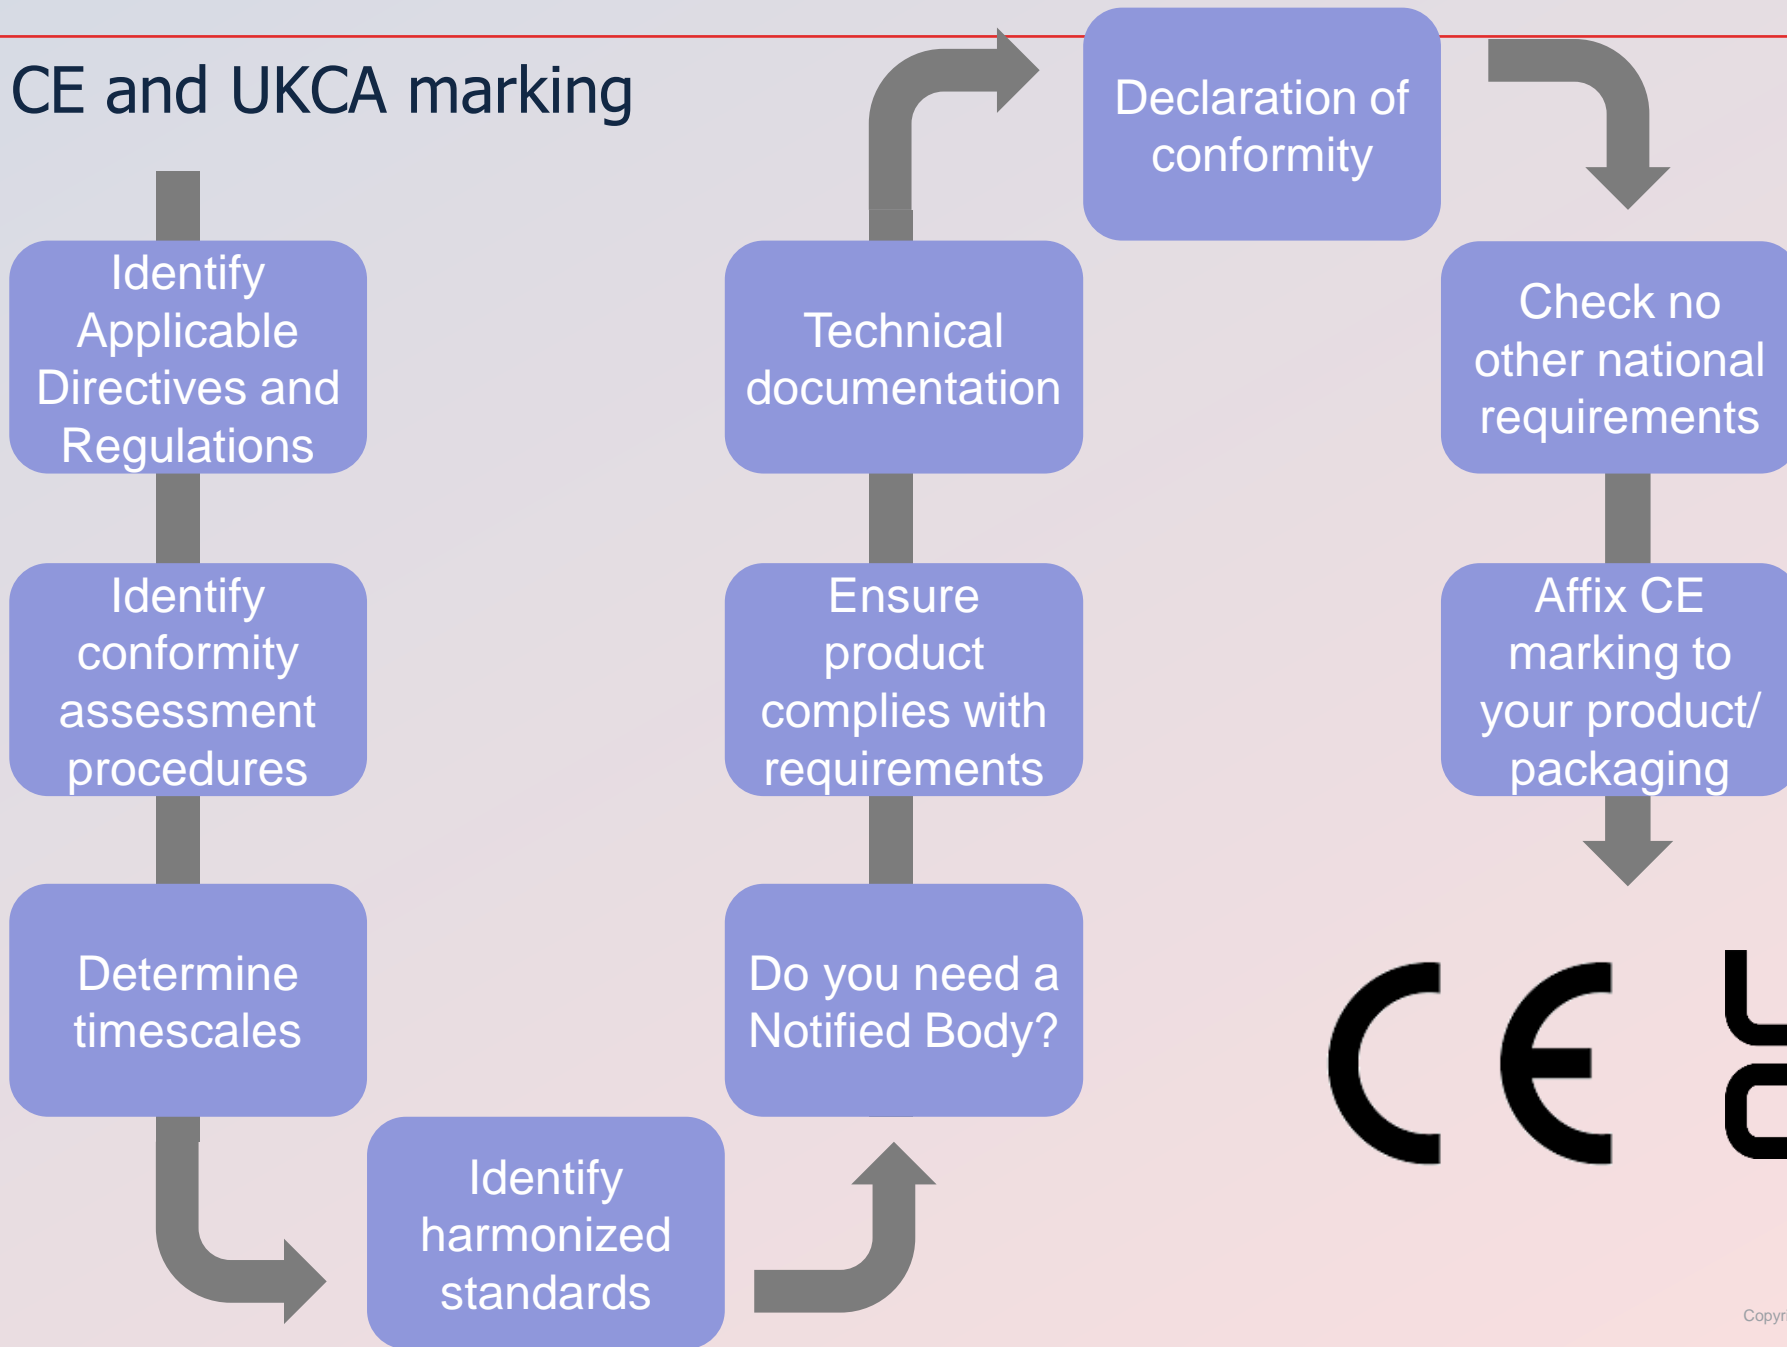 CE and UKCA marking
Identify
Applicable
Directives and
Regulations
Identify
conformity
assessment
procedures
Determine
timescales
Identify
harmonized
standards
Do you need a
Notified Body?
Ensure
product
complies with
requirements
Technical
documentation
Declaration of
conformity
Check no
other national
requirements
Affix CE
marking to
your product/
packaging
CE